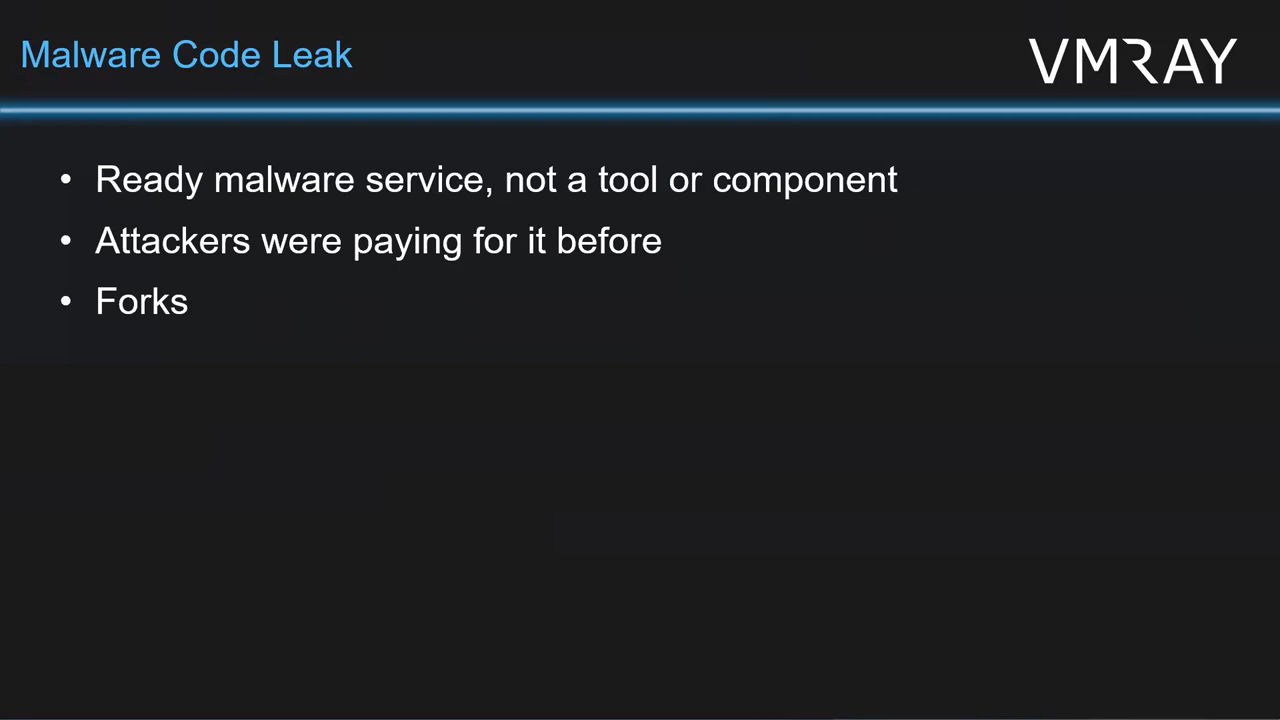 Malware Code Leak
VMRAY
• Ready malware service, not a tool or component
• Attackers were paying for it before
• Forks